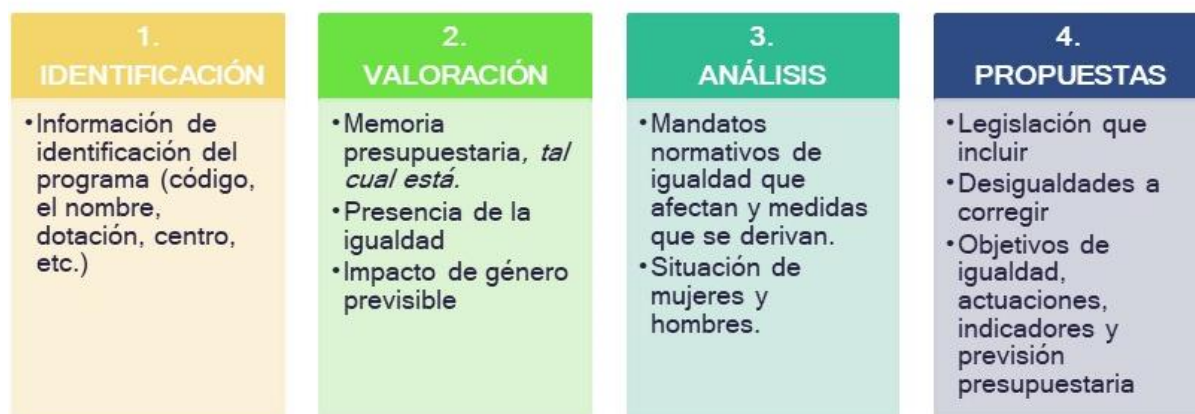 1.
IDENTIFICACIÓN
•Información de
identificación del
programa (código,
el nombre,
dotación, centro,
etc.)
2.
VALORACIÓN
•Memoria
presupuestaria, tal
cual está.
•Presencia de la
igualdad
•Impacto de género
previsible
3.
ANÁLISIS
•Mandatos
normativos de
igualdad que
afectan y medidas
que se derivan.
•Situación de
mujeres y
hombres.
4.
PROPUESTAS
•Legislación que
incluir
•Desigualdades a
corregir
•Objetivos de
igualdad,
actuaciones,
indicadores y
previsión
presupuestaria